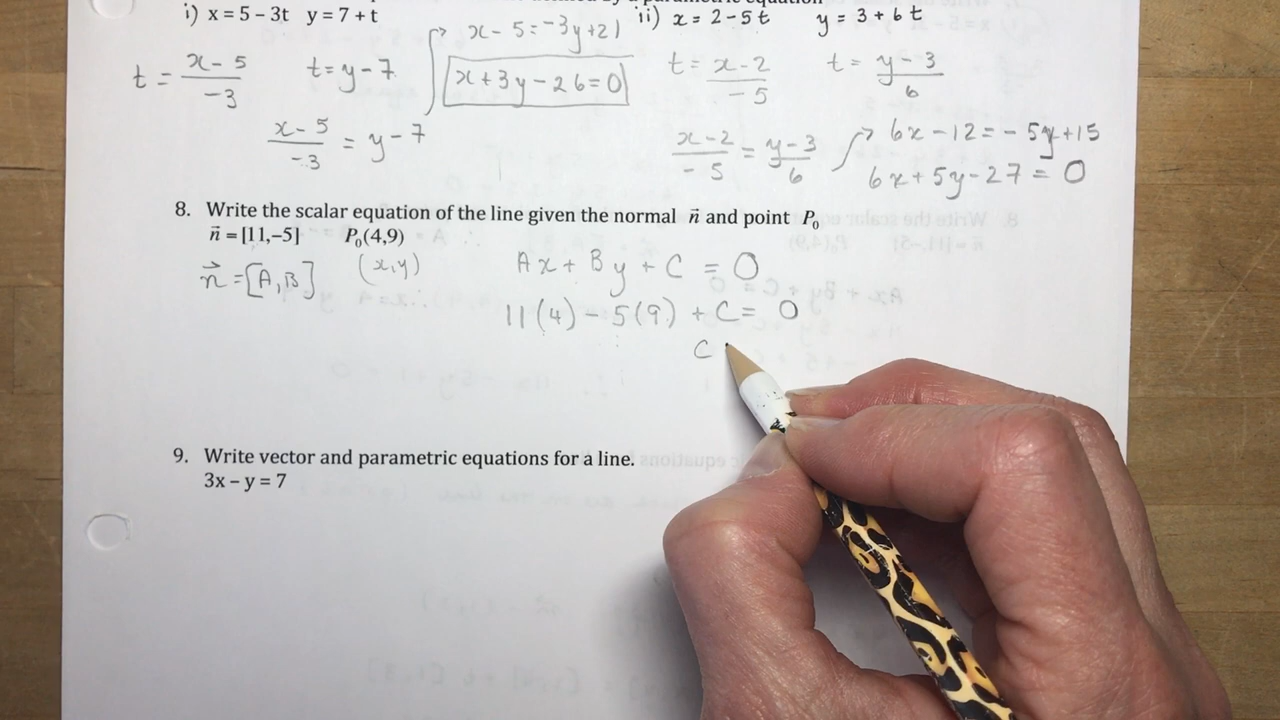 i) x = 5 – 3t y = 7 + t
x - 5 = -3y + 21
x + 3y - 26 = 0
t = x - 5 / -3 t = y - 7
x - 5 / -3 = y - 7
ii) x = 2 - 5t y = 3 + 6t
t = x - 2 / -5 t = y - 3 / 6
x - 2 / -5 = y - 3 / 6
6x - 12 = - 5y + 15
6x + 5y - 27 = 0
8. Write the scalar equation of the line given the normal n⃗ and point P₀
n⃗ = [11,–5] P₀(4,9)
n⃗ = [A, B] (x, y)
Ax + By + C = 0
11(4) - 5(9) + C = 0
C
9. Write vector and parametric equations for a line.
3x – y = 7